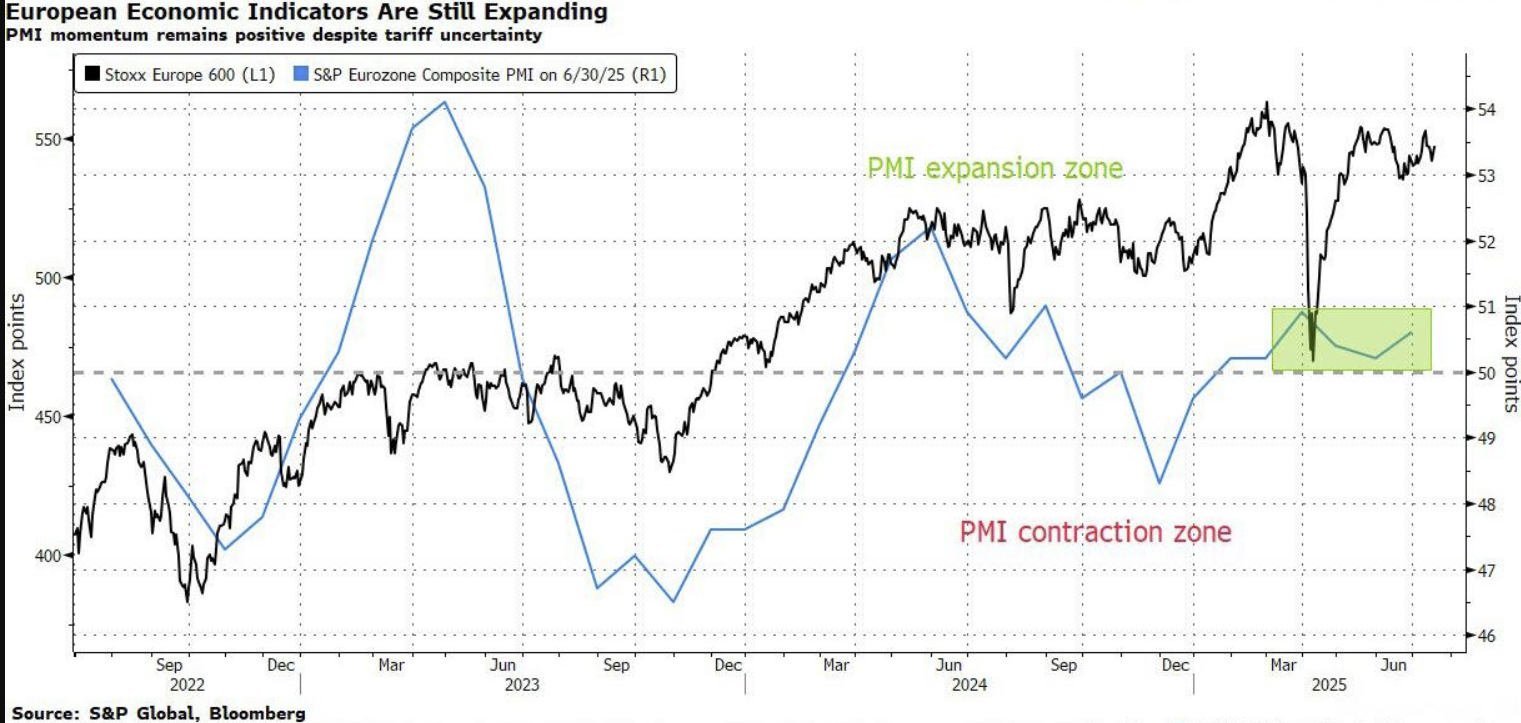 European Economic Indicators Are Still Expanding
PMI momentum remains positive despite tariff uncertainty
Stoxx Europe 600 (L1) S&P Eurozone Composite PMI on 6/30/25 (R1)
PMI expansion zone
PMI contraction zone
Index points
550
500
450
400
54
53
52
51
50
49
48
47
46
Index points
Sep Dec Mar Jun Sep Dec Mar Jun Sep Dec Mar Jun
2022 2023 2024 2025
Source: S&P Global, Bloomberg